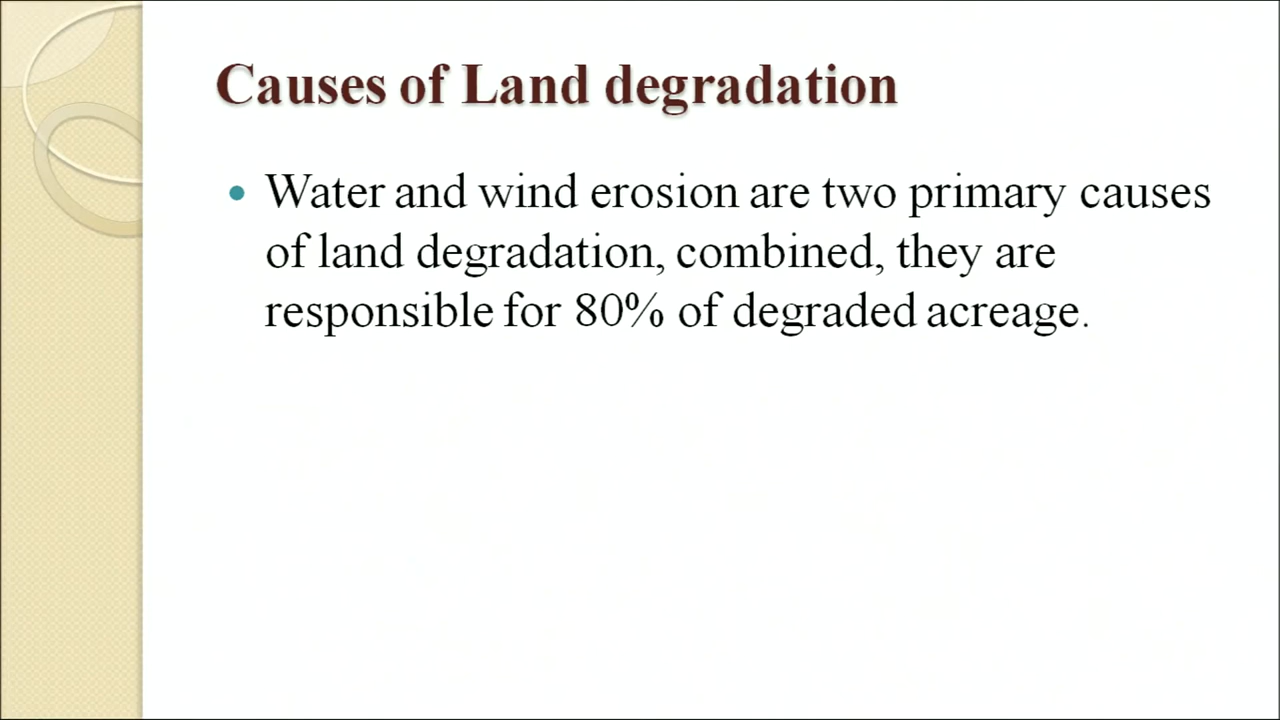 Causes of Land degradation
Water and wind erosion are two primary causes
of land degradation, combined, they are
responsible for 80% of degraded acreage.